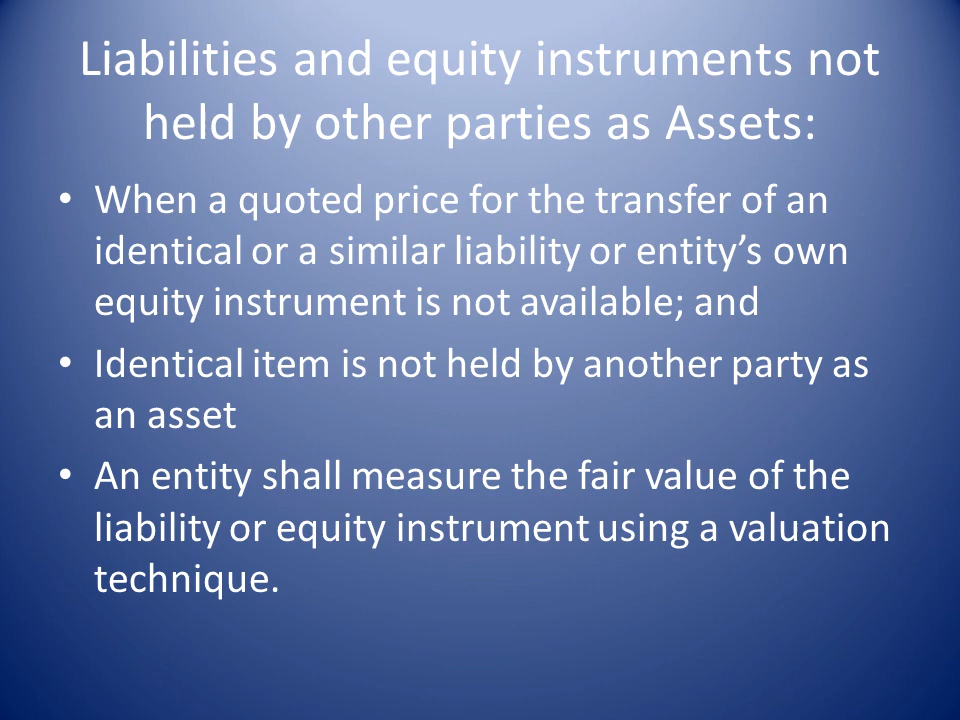 Liabilities and equity instruments not
held by other parties as Assets:
• When a quoted price for the transfer of an
identical or a similar liability or entity’s own
equity instrument is not available; and
• Identical item is not held by another party as
an asset
• An entity shall measure the fair value of the
liability or equity instrument using a valuation
technique.